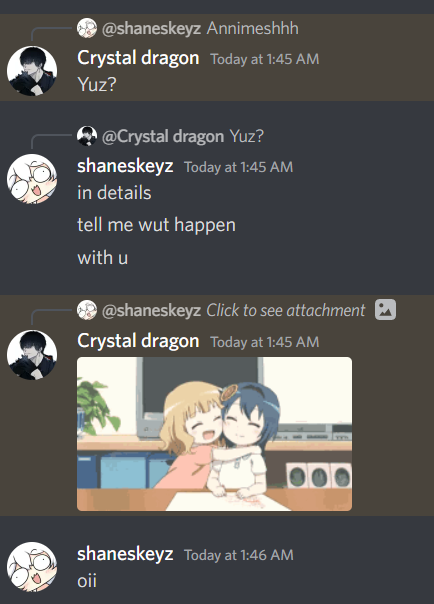 @shaneskeyz Annimeshhh
Crystal dragon Today at 1:45 AM
Yuz?
@Crystal dragon Yuz?
shaneskeyz Today at 1:45 AM
in details
tell me wut happen
with u
@shaneskeyz Click to see attachment
Crystal dragon Today at 1:45 AM
shaneskeyz Today at 1:46 AM
oii